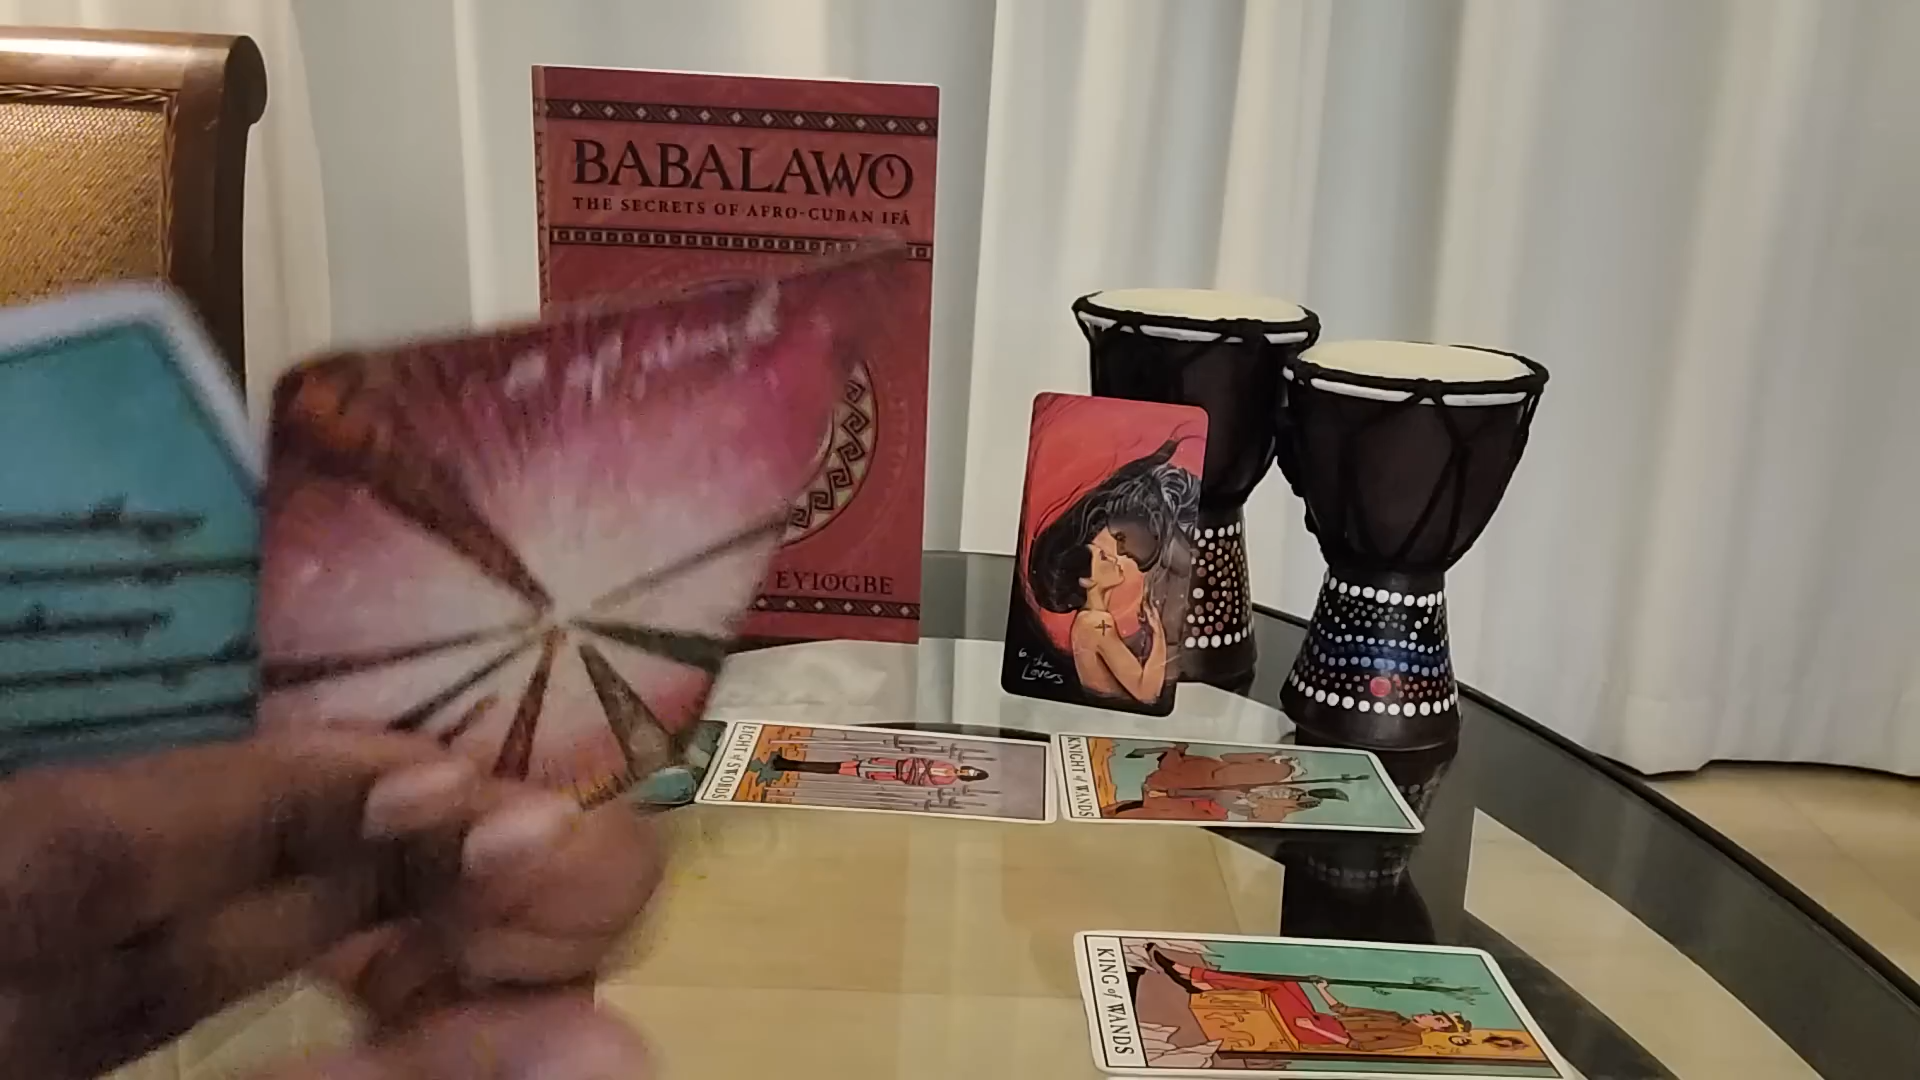 BABALAWO
THE SECRETS OF AFRO-CUBAN IFÁ
EYIOGBE
6. the
Lovers
EIGHT of SWORDS
KNIGHT of WANDS
KING of WANDS